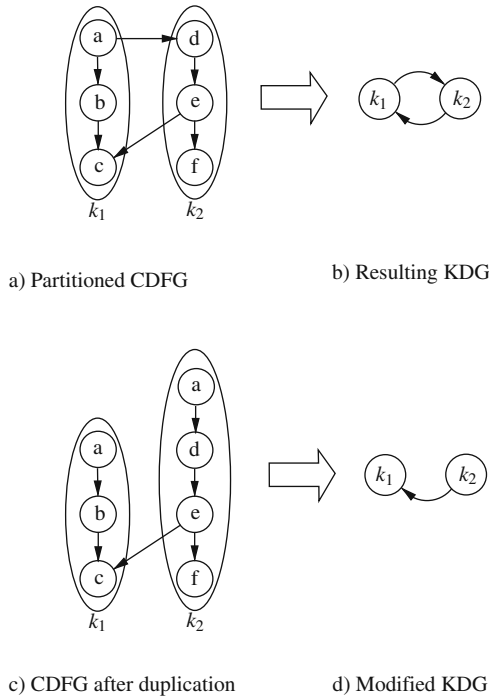 a d
b e k1 k2
c f
k1 k2
a) Partitioned CDFG b) Resulting KDG
a
a d k1 k2
b e
c f
k1 k2
c) CDFG after duplication d) Modified KDG